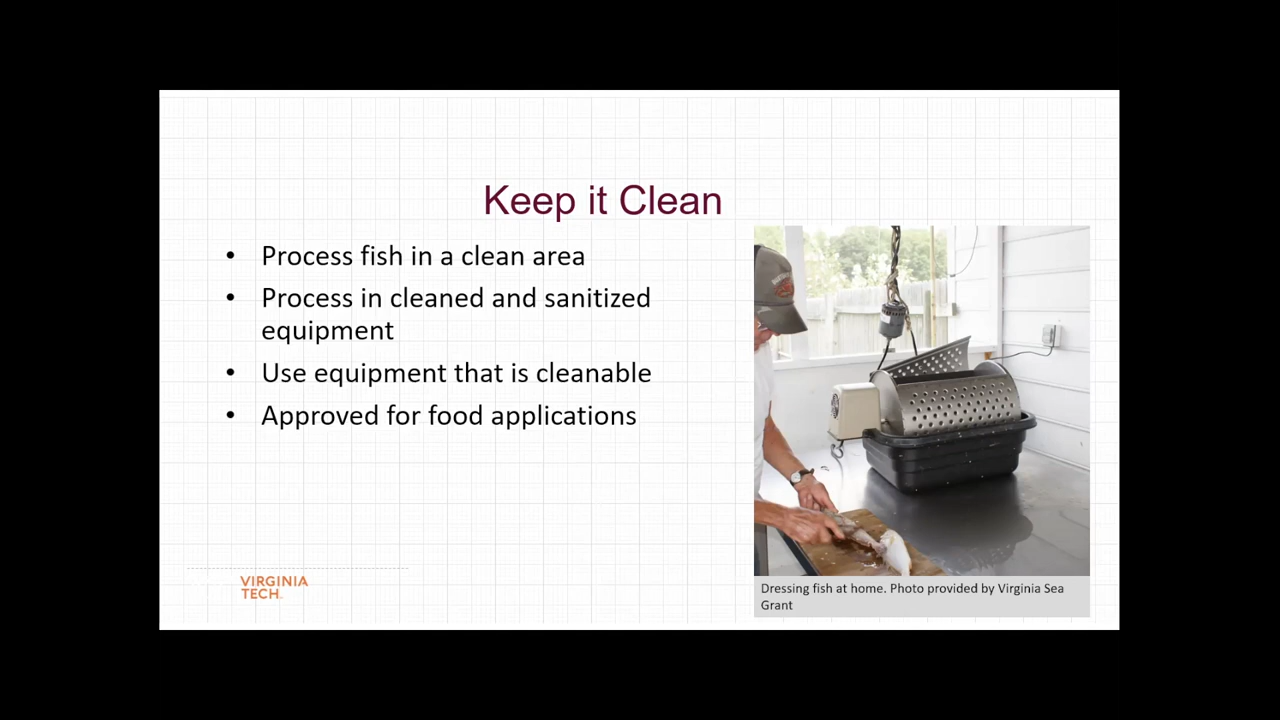 Keep it Clean
• Process fish in a clean area
• Process in cleaned and sanitized
equipment
• Use equipment that is cleanable
• Approved for food applications
VIRGINIA
TECH
Dressing fish at home. Photo provided by Virginia Sea
Grant